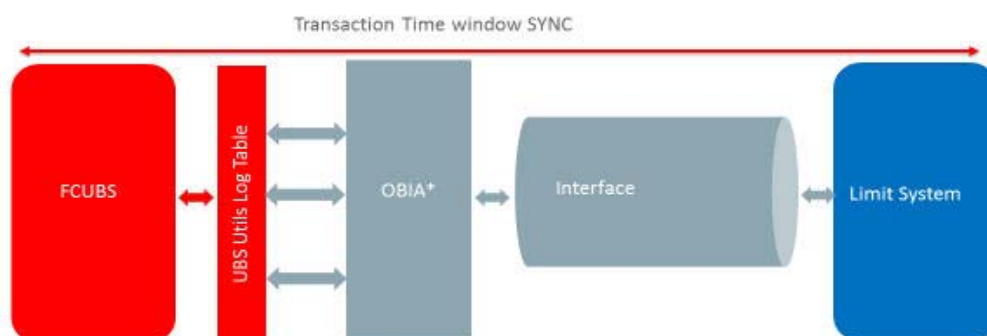 Transaction Time window SYNC
FCUBS
UBS Utils Log Table
OBIA+
Interface
Limit System